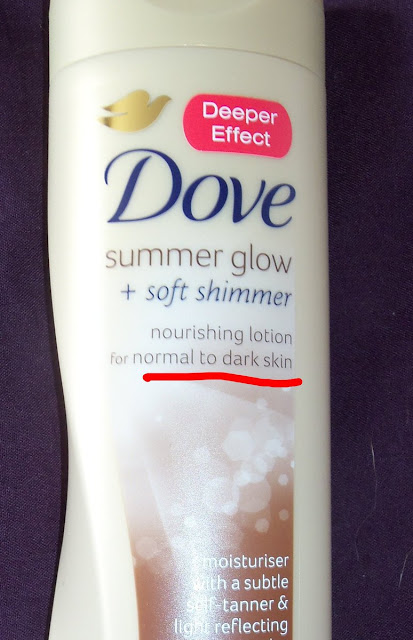 Deeper
Effect
Dove
summer glow
+ soft shimmer
nourishing lotion
for normal to dark skin
moisturiser
with a subtle
self-tanner &
light reflecting